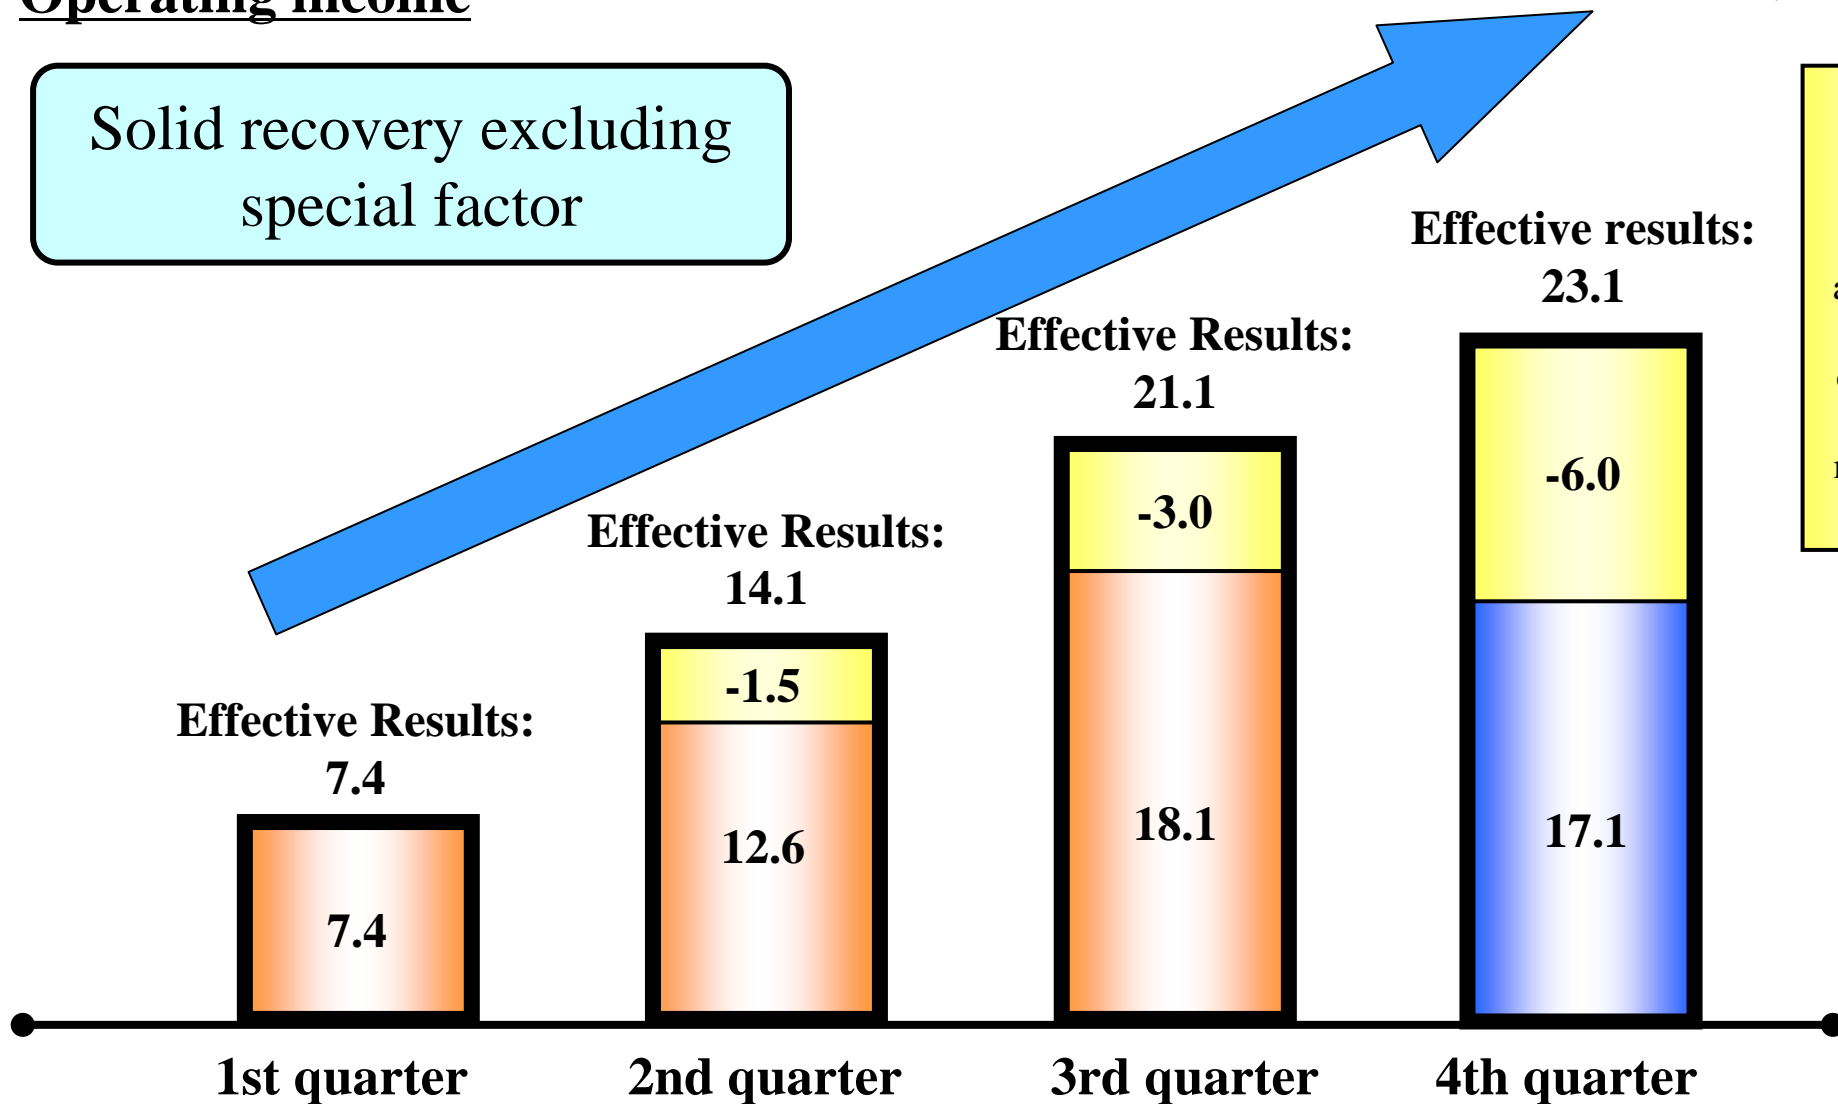 Operating income
Solid recovery excluding
special factor
Effective results:
23.1
Effective Results:
21.1
-6.0
-3.0
Effective Results:
14.1
-1.5
Effective Results:
7.4
18.1
17.1
12.6
7.4
1st quarter
2nd quarter
3rd quarter
4th quarter